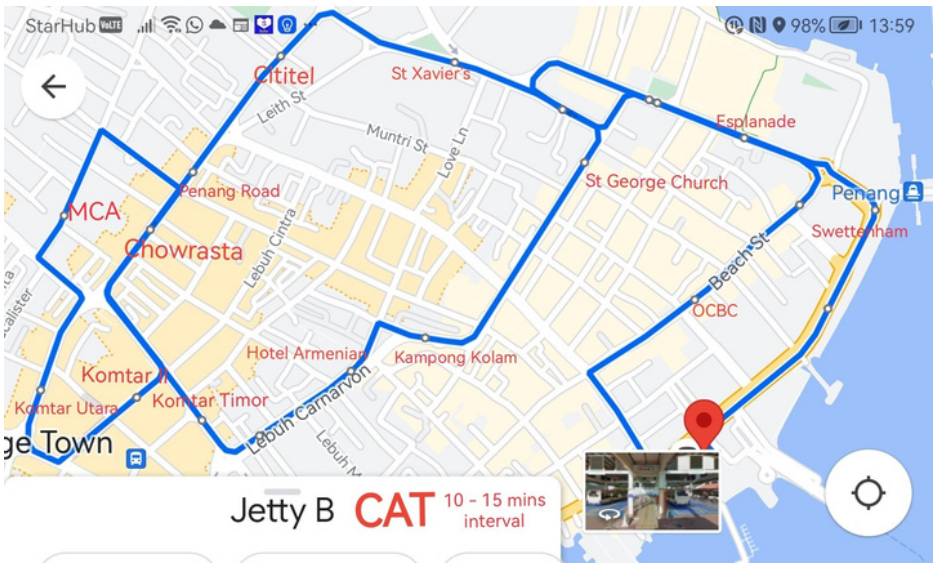 StarHub VoLTE
98% 13:59
Cititel
St Xavier's
Leith St
Muntri St
Love Ln
Esplanade
St George Church
Penang
Penang Road
MCA
Swettenham
Chowrasta
Lebuh Cintra
Beach St
OCBC
Hotel Armenian
Kampong Kolam
Komtar II
Komtar Utara
Komtar Timor
Lebuh Carnarvon
ge Town
Jetty B
CAT
10 - 15 mins
interval